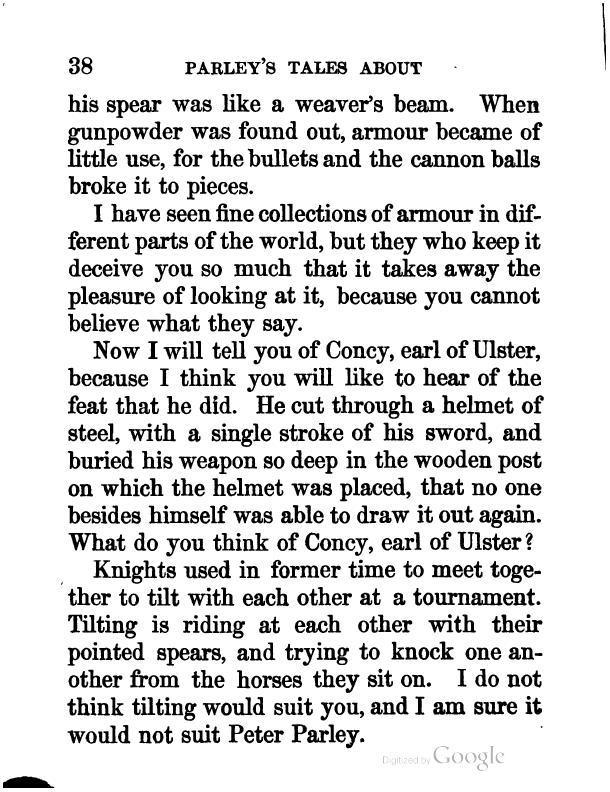 38 PARLEY'S TALES ABOUT
his spear was like a weaver's beam. When
gunpowder was found out, armour became of
little use, for the bullets and the cannon balls
broke it to pieces.
I have seen fine collections of armour in dif-
ferent parts of the world, but they who keep it
deceive you so much that it takes away the
pleasure of looking at it, because you cannot
believe what they say.
Now I will tell you of Concy, earl of Ulster,
because I think you will like to hear of the
feat that he did. He cut through a helmet of
steel, with a single stroke of his sword, and
buried his weapon so deep in the wooden post
on which the helmet was placed, that no one
besides himself was able to draw it out again.
What do you think of Concy, earl of Ulster?
Knights used in former time to meet toge-
ther to tilt with each other at a tournament.
Tilting is riding at each other with their
pointed spears, and trying to knock one an-
other from the horses they sit on. I do not
think tilting would suit you, and I am sure it
would not suit Peter Parley.
Digitized by Google